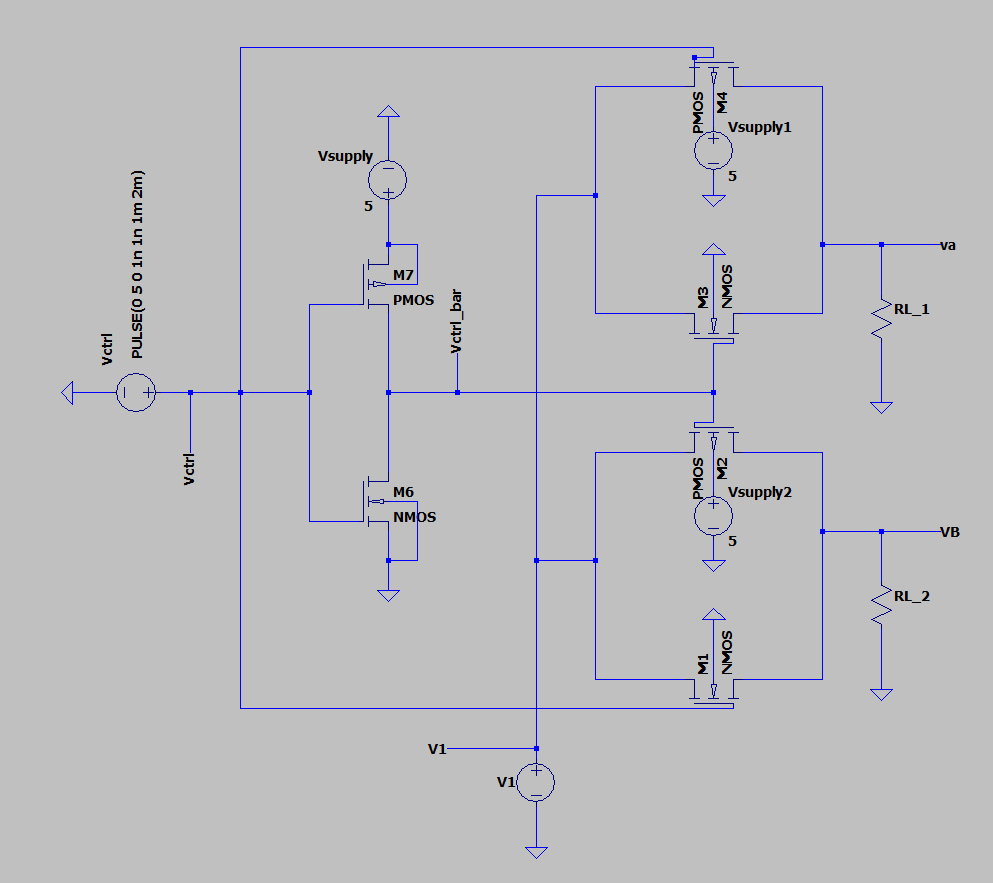 PMOS
M4
Vsupply1
5
Vsupply
5
PULSE(0 5 0 1n 1n 1m 2m)
Vctrl
va
M7
PMOS
M3
NMOS
Vctrl_bar
RL_1
Vctrl
M6
NMOS
PMOS
M2
Vsupply2
5
VB
RL_2
M1
NMOS
V1
V1